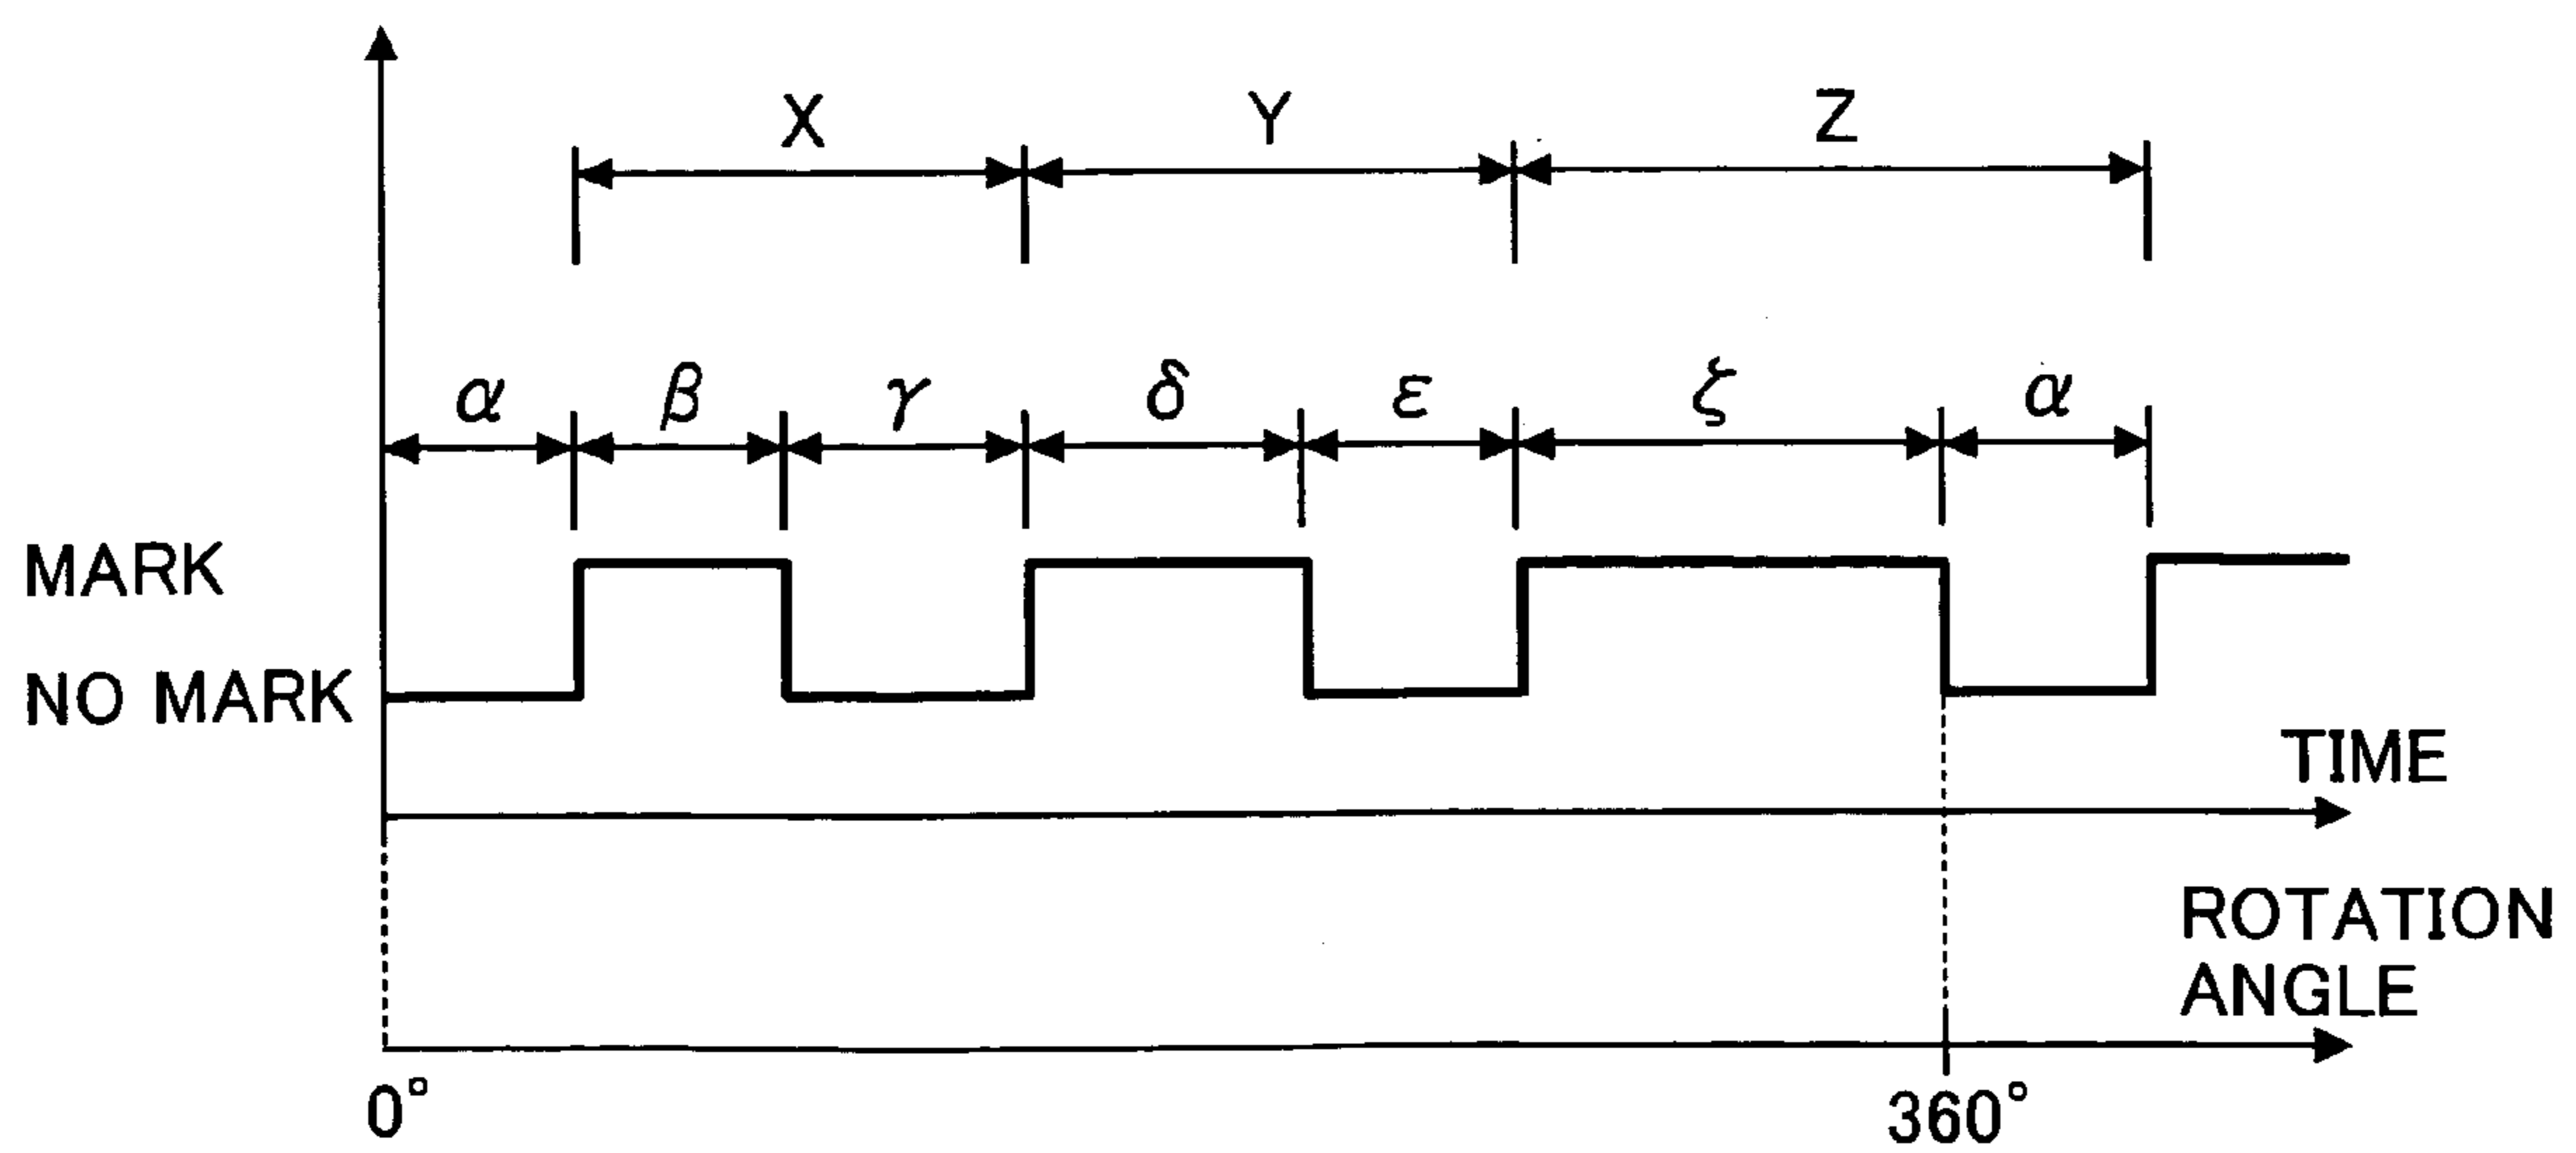 X Y Z
α β γ δ ε ζ α
MARK
NO MARK
TIME
ROTATION
ANGLE
0° 360°